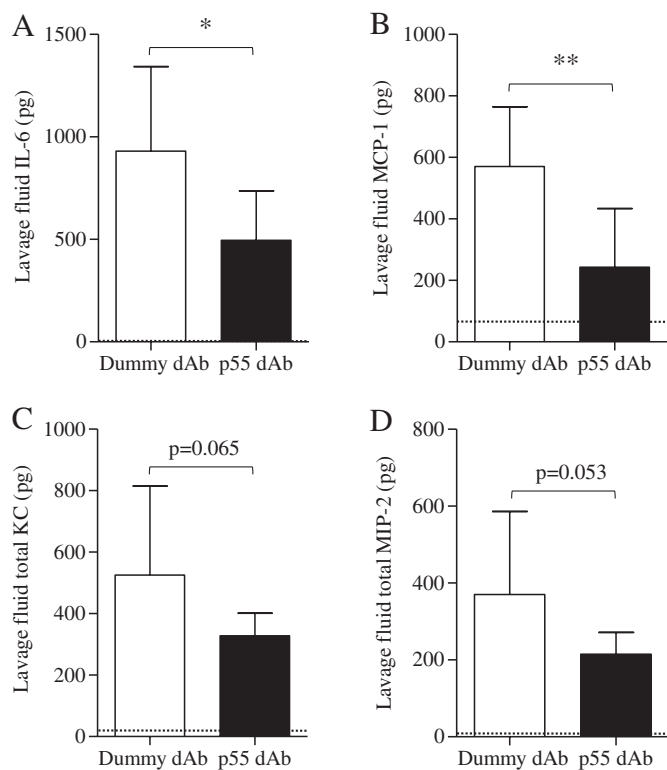 A
Lavage fluid IL-6 (pg)
1500
1000
500
0
*
Dummy dAb p55 dAb
B
Lavage fluid MCP-1 (pg)
1000
800
600
400
200
0
**
Dummy dAb p55 dAb
C
Lavage fluid total KC (pg)
1000
800
600
400
200
0
p=0.065
Dummy dAb p55 dAb
D
Lavage fluid total MIP-2 (pg)
800
600
400
200
0
p=0.053
Dummy dAb p55 dAb